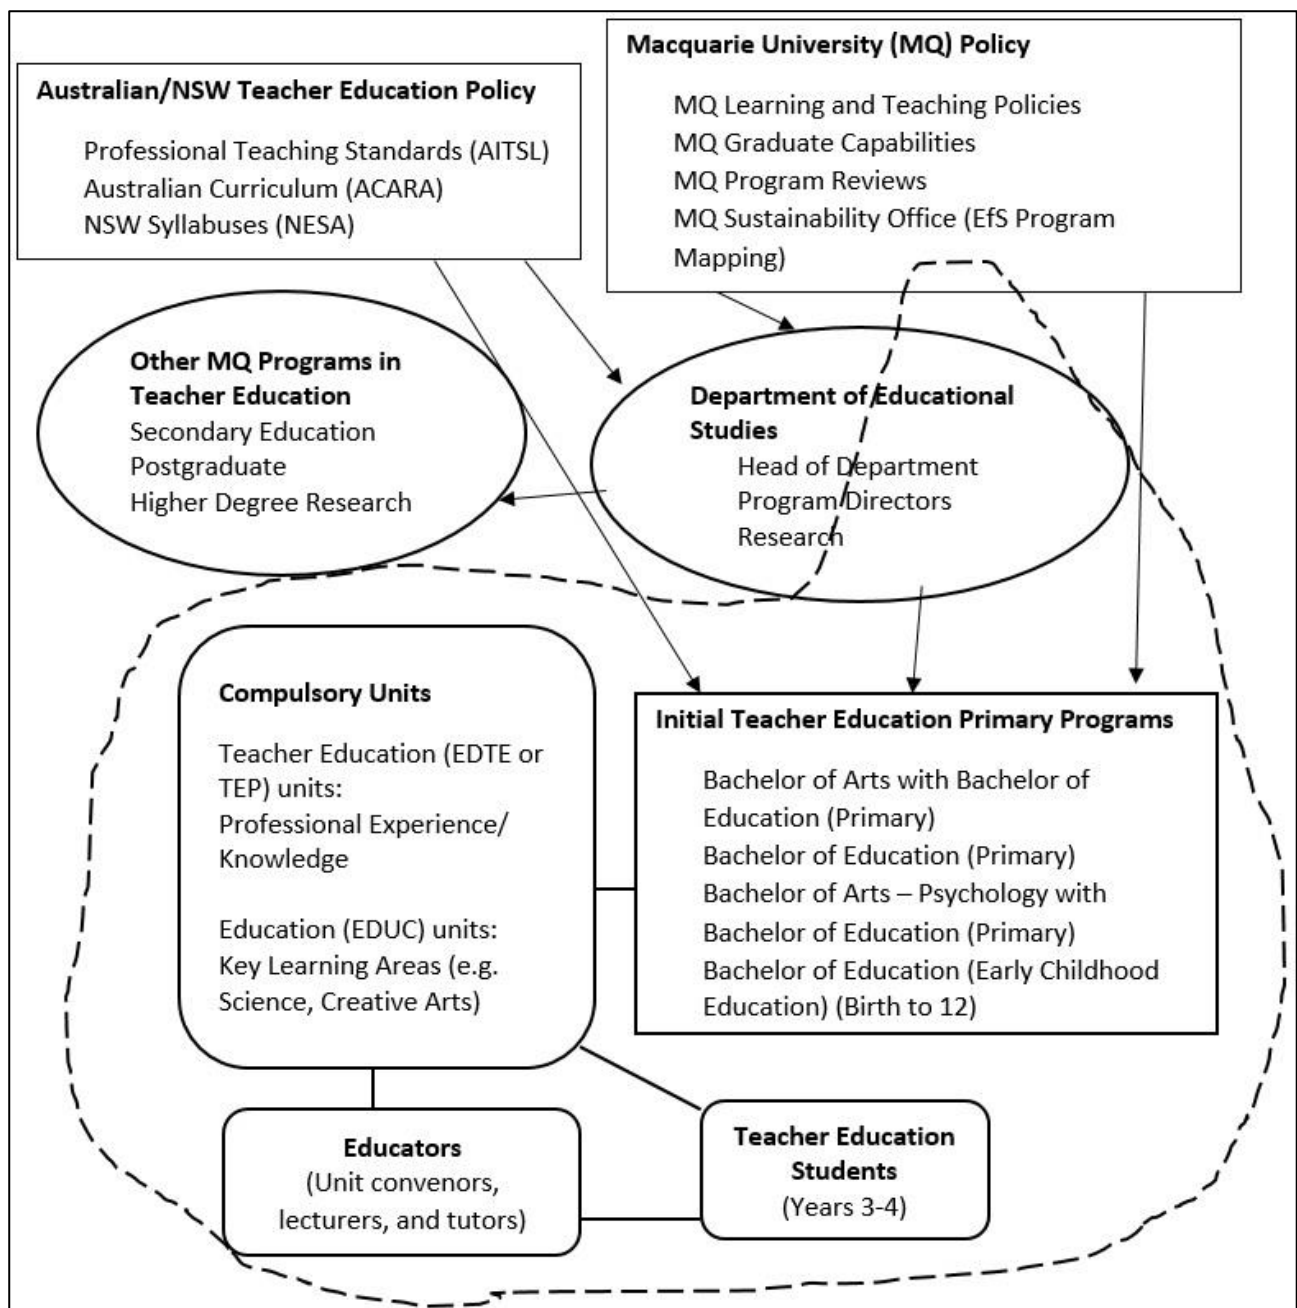 Australian/NSW Teacher Education Policy
Professional Teaching Standards (AITSL)
Australian Curriculum (ACARA)
NSW Syllabuses (NESA)
Macquarie University (MQ) Policy
MQ Learning and Teaching Policies
MQ Graduate Capabilities
MQ Program Reviews
MQ Sustainability Office (EfS Program
Mapping)
Other MQ Programs in
Teacher Education
Secondary Education
Postgraduate
Higher Degree Research
Department of Educational
Studies
Head of Department
Program Directors
Research
Compulsory Units
Teacher Education (EDTE or
TEP) units:
Professional Experience/
Knowledge
Education (EDUC) units:
Key Learning Areas (e.g.
Science, Creative Arts)
Initial Teacher Education Primary Programs
Bachelor of Arts with Bachelor of
Education (Primary)
Bachelor of Education (Primary)
Bachelor of Arts – Psychology with
Bachelor of Education (Primary)
Bachelor of Education (Early Childhood
Education) (Birth to 12)
Educators
(Unit convenors,
lecturers, and tutors)
Teacher Education
Students
(Years 3-4)